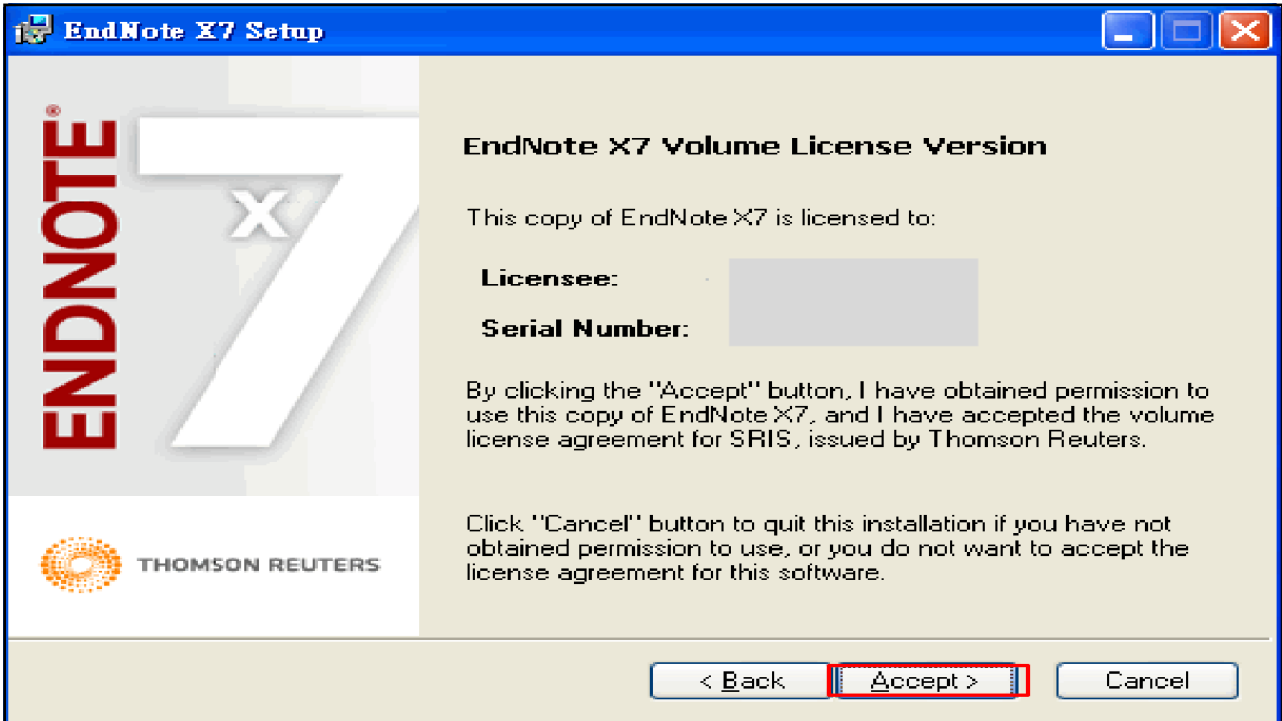 EndNote X7 Setup
ENDNOTE®
X7
EndNote X7 Volume License Version
This copy of EndNote X7 is licensed to:
Licensee:
Serial Number:
By clicking the "Accept" button, I have obtained permission to
use this copy of EndNote X7, and I have accepted the volume
license agreement for SRIS, issued by Thomson Reuters.
Click "Cancel" button to quit this installation if you have not
obtained permission to use, or you do not want to accept the
license agreement for this software.
THOMSON REUTERS
< Back
Accept >
Cancel